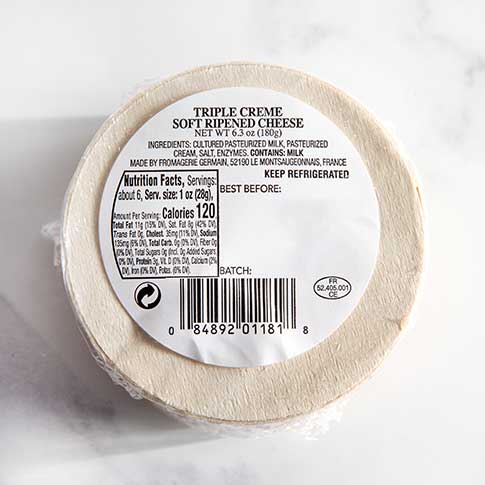 TRIPLE CREME
SOFT RIPENED CHEESE
NET WT 6.3 oz (180g)
INGREDIENTS: CULTURED PASTEURIZED MILK, PASTEURIZED
CREAM, SALT, ENZYMES. CONTAINS: MILK
MADE BY FROMAGERIE GERMAIN, 52190 LE MONTSAUGEONNAIS, FRANCE
KEEP REFRIGERATED
Nutrition Facts, Servings:
about 6, Serv. size: 1 oz (28g),
Amount Per Serving: Calories 120
Total Fat 11g (15% DV), Sat. Fat 8g (42% DV),
Trans Fat 0g, Cholest. 35mg (11% DV), Sodium
135mg (6% DV), Total Carb. 0g (0% DV), Fiber 0g
(0% DV), Total Sugars 0g (Incl. 0g Added Sugars,
0% DV), Protein 3g, Vit. D (0% DV), Calcium (2%
DV), Iron (0% DV), Potas. (0% DV).
BEST BEFORE:
BATCH:
FR
52.405.001
CE
0 84892 01181 8